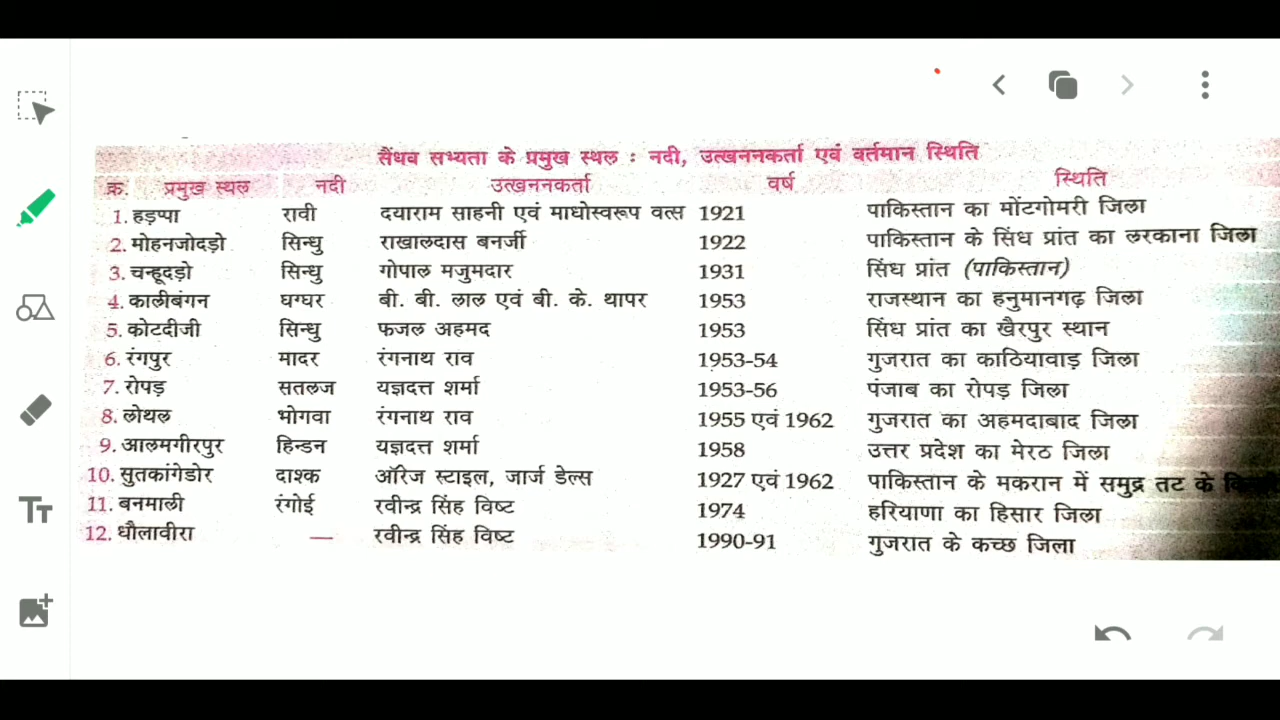 सैंधव सभ्यता के प्रमुख स्थल : नदी, उत्खननकर्ता एवं वर्तमान स्थिति
क्र. प्रमुख स्थल नदी उत्खननकर्ता वर्ष स्थिति
1. हड़प्पा रावी दयाराम साहनी एवं माधोस्वरूप वत्स 1921 पाकिस्तान का मोंटगोमरी जिला
2. मोहनजोदड़ो सिन्धु राखालदास बनर्जी 1922 पाकिस्तान के सिंध प्रांत का लरकाना जिला
3. चन्हूदड़ो सिन्धु गोपाल मजुमदार 1931 सिंध प्रांत (पाकिस्तान)
4. कालीबंगन घग्घर बी. बी. लाल एवं बी. के. थापर 1953 राजस्थान का हनुमानगढ़ जिला
5. कोटदीजी सिन्धु फजल अहमद 1953 सिंध प्रांत का खैरपुर स्थान
6. रंगपुर मादर रंगनाथ राव 1953-54 गुजरात का काठियावाड़ जिला
7. रोपड़ सतलज यज्ञदत्त शर्मा 1953-56 पंजाब का रोपड़ जिला
8. लोथल भोगवा रंगनाथ राव 1955 एवं 1962 गुजरात का अहमदाबाद जिला
9. आलमगीरपुर हिन्डन यज्ञदत्त शर्मा 1958 उत्तर प्रदेश का मेरठ जिला
10. सुतकांगेडोर दाश्क ऑरेज स्टाइल, जार्ज डेल्स 1927 एवं 1962 पाकिस्तान के मकरान में समुद्र तट के
11. बनमाली रंगोई रवीन्द्र सिंह विष्ट 1974 हरियाणा का हिसार जिला
12. धौलावीरा — रवीन्द्र सिंह विष्ट 1990-91 गुजरात के कच्छ जिला
TT